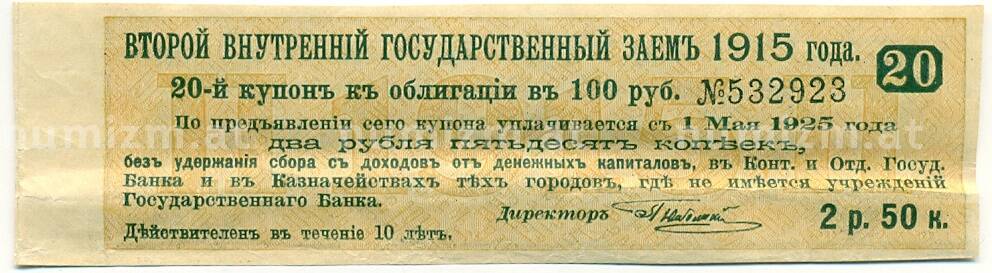 ВТОРОЙ ВНУТРЕННІЙ ГОСУДАРСТВЕННЫЙ ЗАЕМЪ 1915 года.
20
20-й купонъ къ облигаціи въ 100 руб. №532923
По предъявленіи сего купона уплачивается съ 1 Мая 1925 года
два рубля пятьдесятъ копѣекъ,
безъ удержанія сбора съ доходовъ отъ денежныхъ капиталовъ, въ Конт. и Отд. Госуд.
Банка и въ Казначействахъ тѣхъ городовъ, гдѣ не имѣется учрежденій
Государственнаго Банка.
Директоръ
2 р. 50 к.
Дѣйствителенъ въ теченіе 10 лѣтъ.
numizm.at